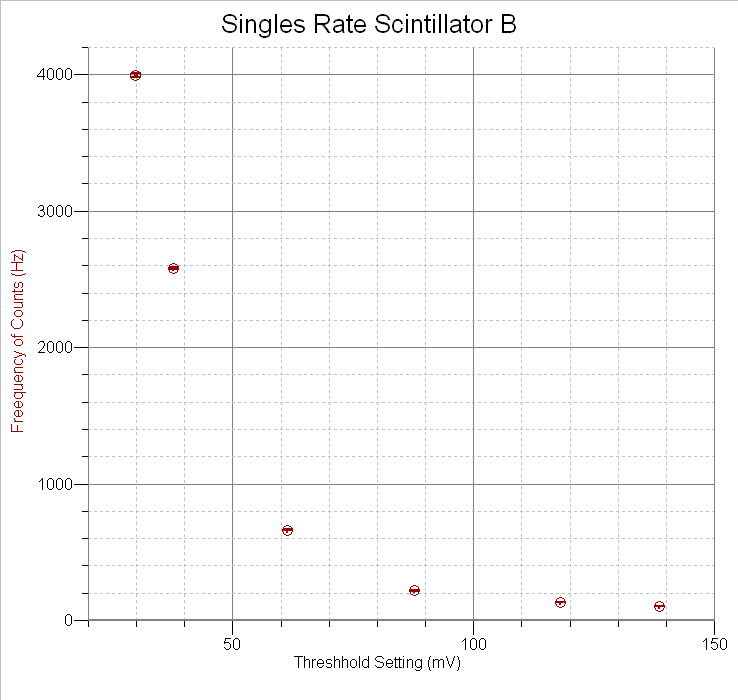 Singles Rate Scintillator B
4000
3000
2000
1000
0
Freequency of Counts (Hz)
50
100
150
Threshhold Setting (mV)